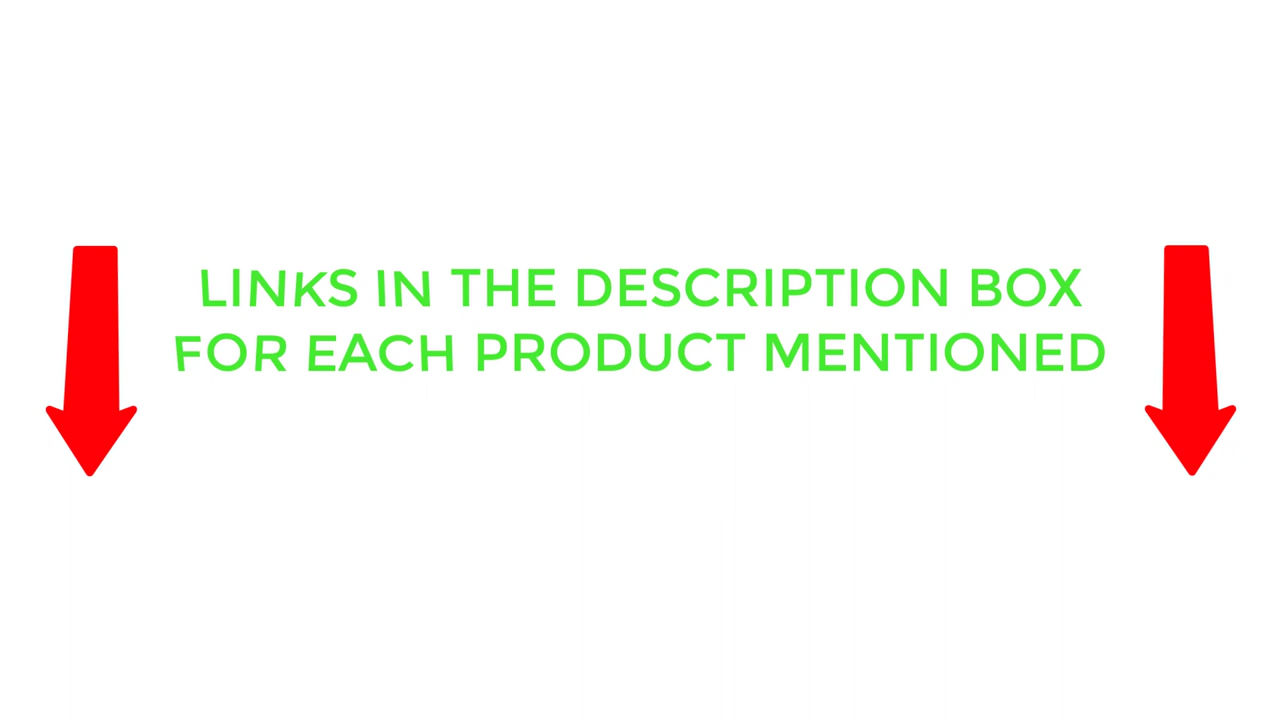 LINKS IN THE DESCRIPTION BOX
FOR EACH PRODUCT MENTIONED